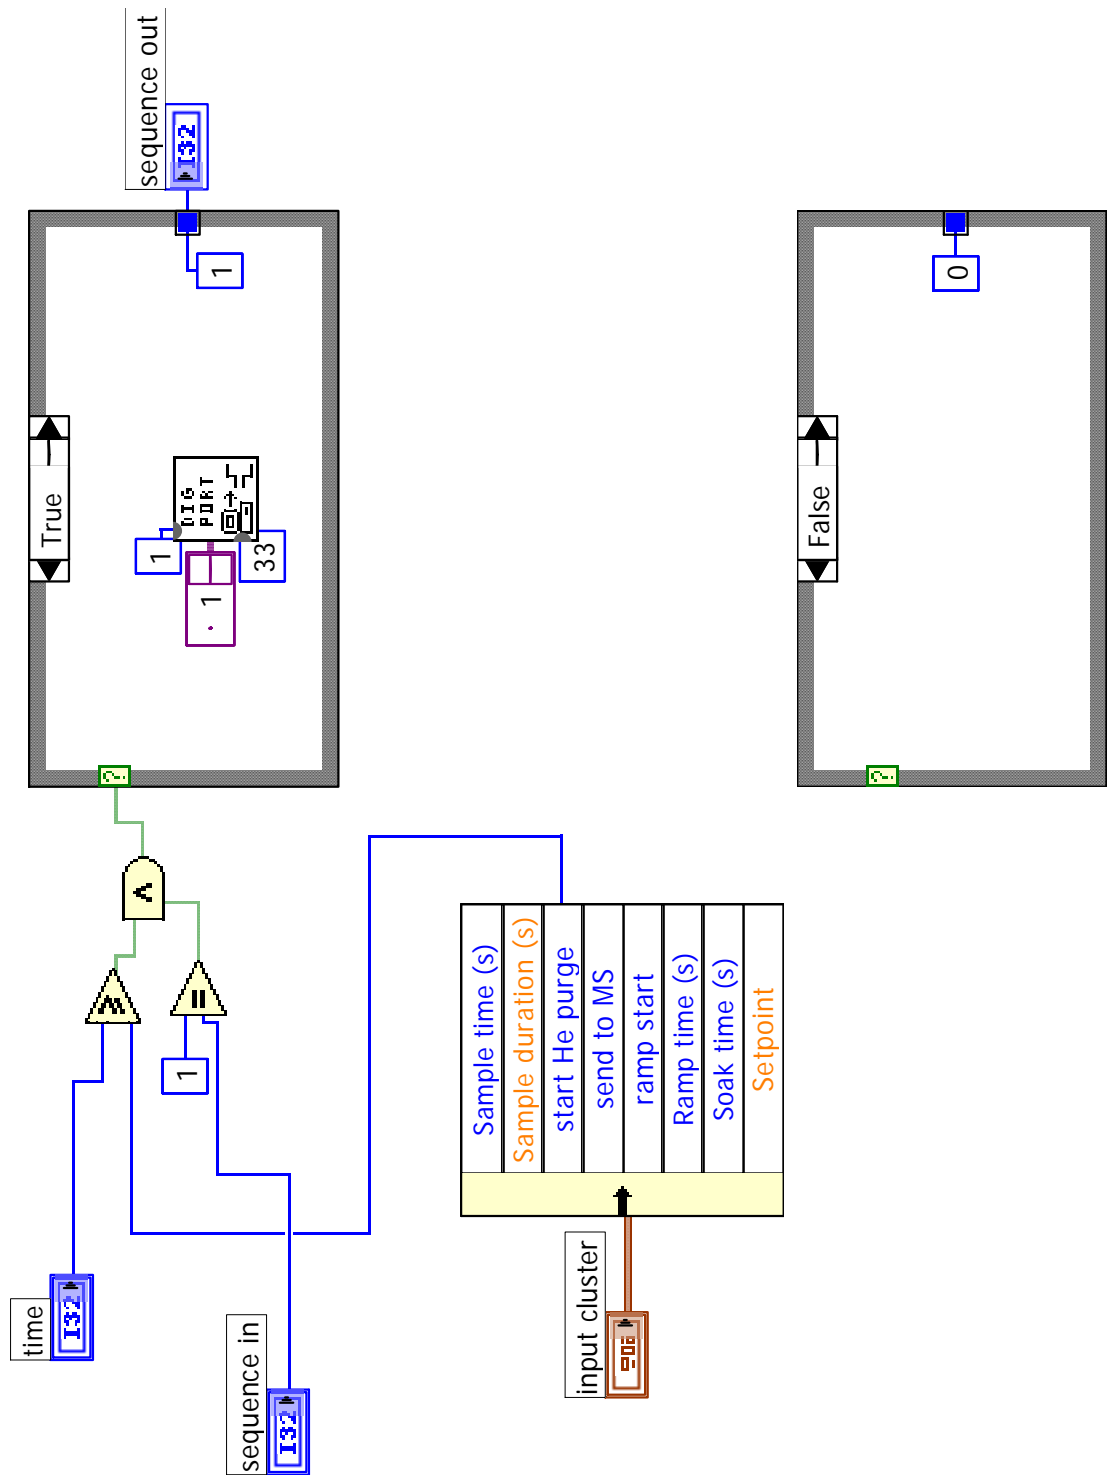 time
I32
sequence in
I32
1
input cluster
Sample time (s)
Sample duration (s)
start He purge
send to MS
ramp start
Ramp time (s)
Soak time (s)
Setpoint
?
True
1
1
33
DIG
PORT
1
sequence out
I32
?
False
0